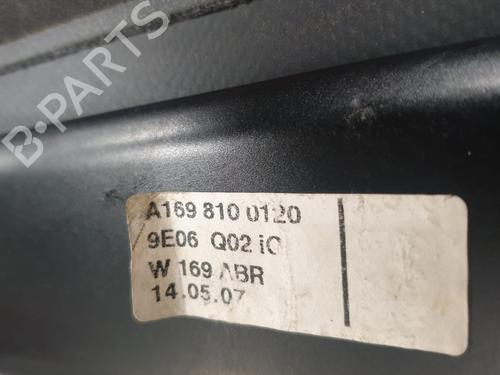 B-PARTS
A169 810 0120
9E06 Q02 iC
W 169 ABR
14.05.07